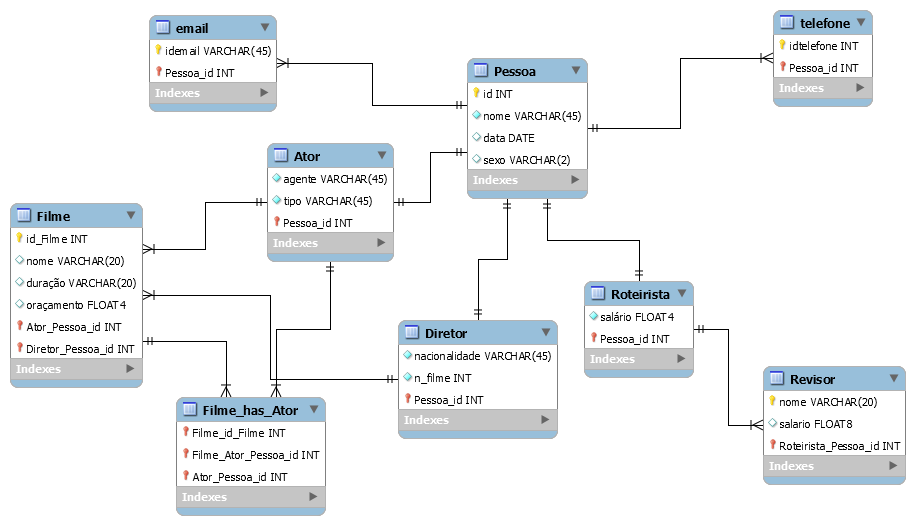 email
idemail VARCHAR(45)
Pessoa_id INT
Indexes
telefone
idtelefone INT
Pessoa_id INT
Indexes
Pessoa
id INT
nome VARCHAR(45)
data DATE
sexo VARCHAR(2)
Indexes
Ator
agente VARCHAR(45)
tipo VARCHAR(45)
Pessoa_id INT
Indexes
Filme
id_Filme INT
nome VARCHAR(20)
duração VARCHAR(20)
oraçamento FLOAT4
Ator_Pessoa_id INT
Diretor_Pessoa_id INT
Indexes
Roteirista
salário FLOAT4
Pessoa_id INT
Indexes
Diretor
nacionalidade VARCHAR(45)
n_filme INT
Pessoa_id INT
Indexes
Revisor
nome VARCHAR(20)
salario FLOAT8
Roteirista_Pessoa_id INT
Indexes
Filme_has_Ator
Filme_id_Filme INT
Filme_Ator_Pessoa_id INT
Ator_Pessoa_id INT
Indexes